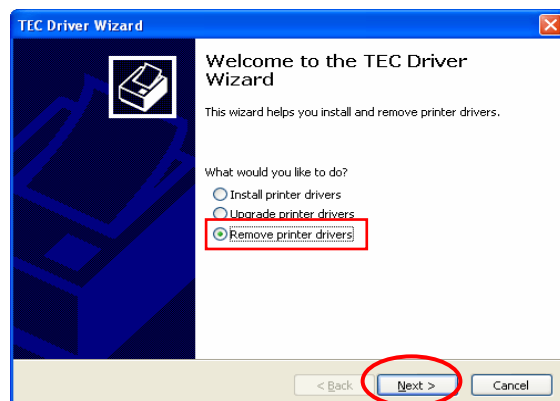 TEC Driver Wizard
Welcome to the TEC Driver
Wizard
This wizard helps you install and remove printer drivers.
What would you like to do?
Install printer drivers
Upgrade printer drivers
Remove printer drivers
< Back
Next >
Cancel